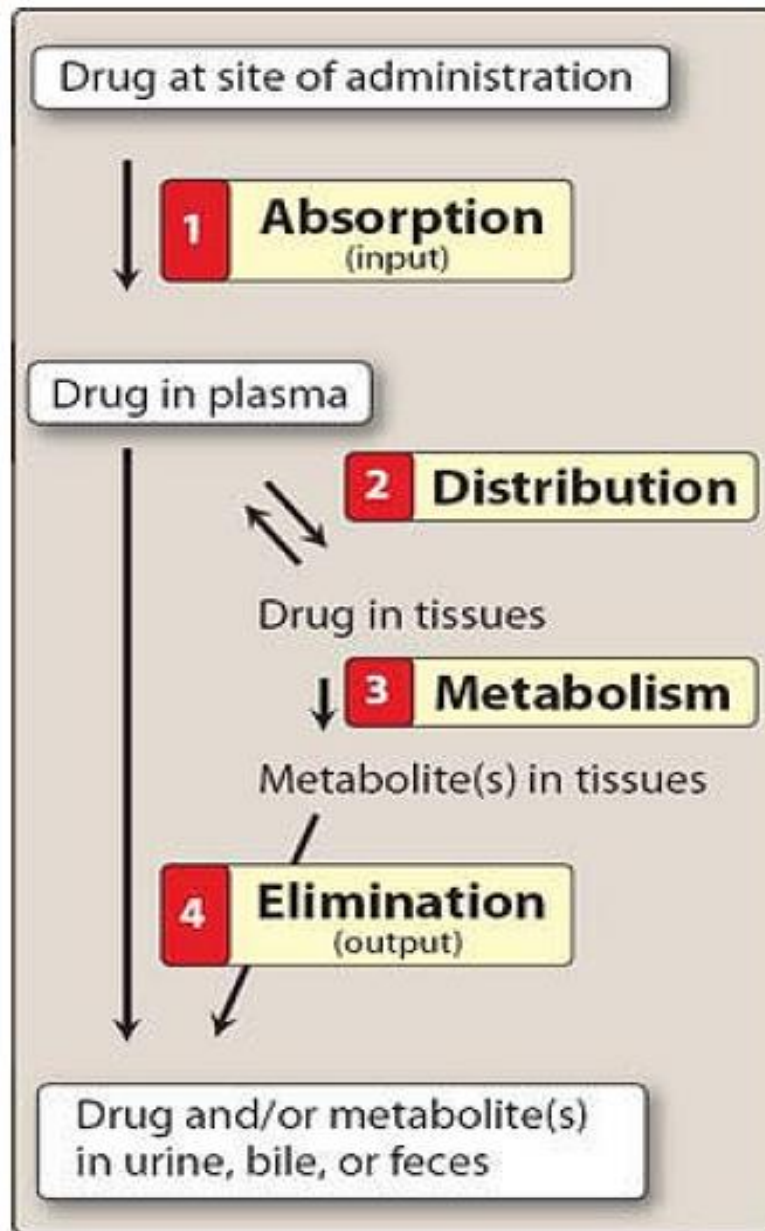 Drug at site of administration
1 Absorption
(input)
Drug in plasma
2 Distribution
Drug in tissues
3 Metabolism
Metabolite(s) in tissues
4 Elimination
(output)
Drug and/or metabolite(s)
in urine, bile, or feces